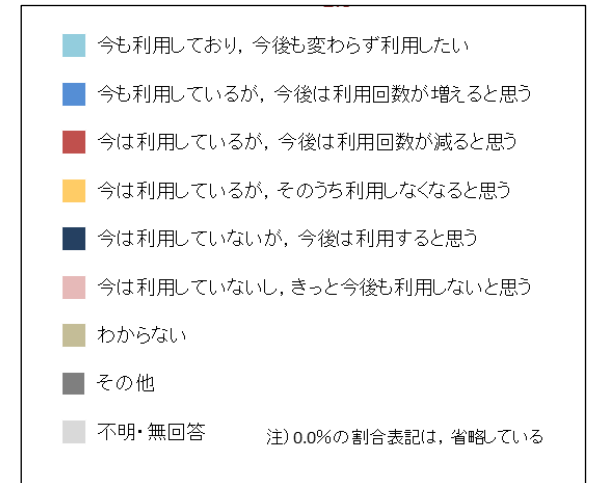 今も利用しており，今後も変わらず利用したい
今も利用しているが，今後は利用回数が増えると思う
今は利用しているが，今後は利用回数が減ると思う
今は利用しているが，そのうち利用しなくなると思う
今は利用していないが，今後は利用すると思う
今は利用していないし，きっと今後も利用しないと思う
わからない
その他
不明・無回答
注）0.0%の割合表記は，省略している